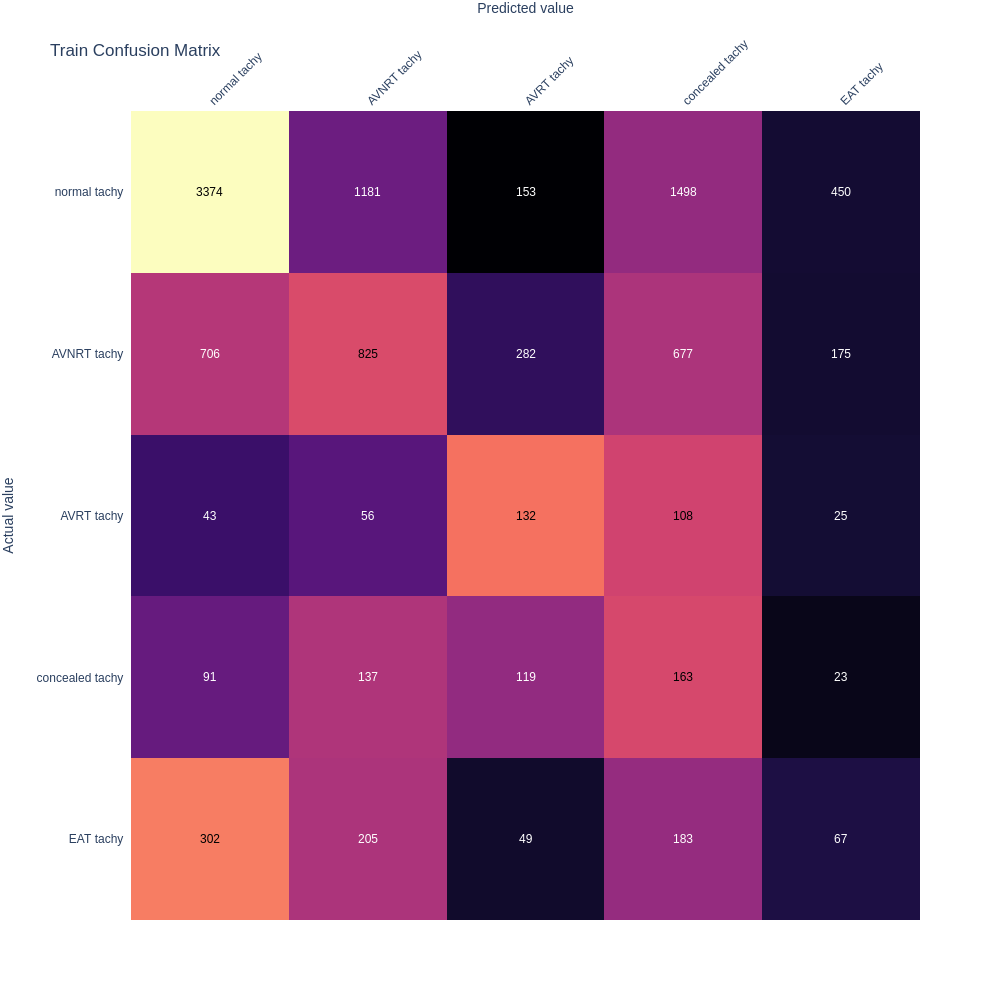 Predicted value
Train Confusion Matrix
normal tachy
AVNRT tachy
AVRT tachy
concealed tachy
EAT tachy
Actual value
normal tachy 3374 1181 153 1498 450
AVNRT tachy 706 825 282 677 175
AVRT tachy 43 56 132 108 25
concealed tachy 91 137 119 163 23
EAT tachy 302 205 49 183 67